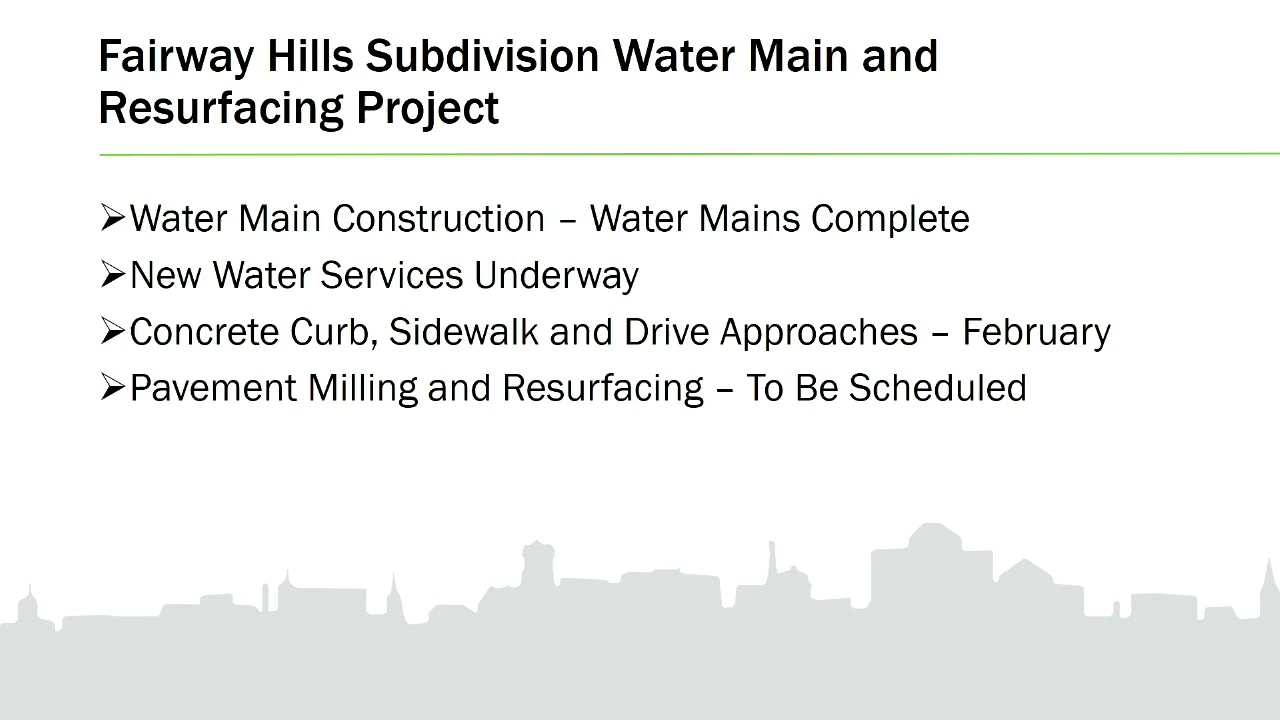 Fairway Hills Subdivision Water Main and
Resurfacing Project
➢Water Main Construction – Water Mains Complete
➢New Water Services Underway
➢Concrete Curb, Sidewalk and Drive Approaches – February
➢Pavement Milling and Resurfacing – To Be Scheduled